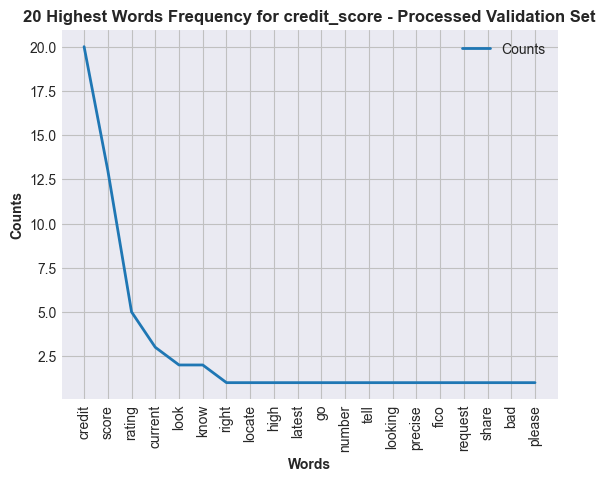 20 Highest Words Frequency for credit_score - Processed Validation Set
Counts
20.0
17.5
15.0
12.5
10.0
7.5
5.0
2.5
Counts
credit
score
rating
current
look
know
right
locate
high
latest
go
number
tell
looking
precise
fico
request
share
bad
please
Words